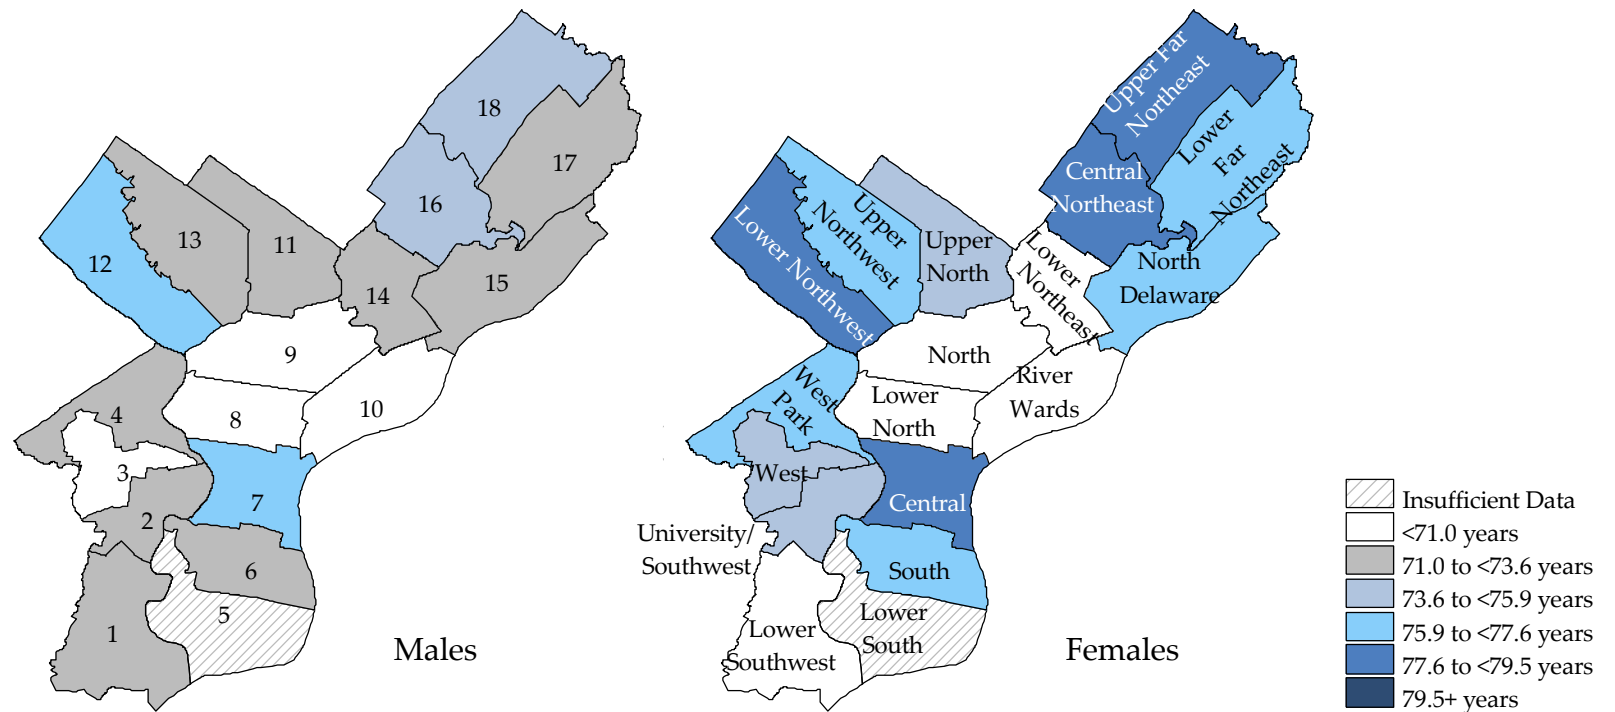 18
17
16
13
11
12
14
15
9
10
4
8
3
7
2
6
5
1
Males
Upper Far
Northeast
Lower
Far
Northeast
Central
Northeast
Upper
Northwest
Lower Northwest
Upper
North
Lower
Northeast
North
Delaware
North
River
Wards
West
Park
Lower
North
West
Central
University/
Southwest
South
Lower
South
Lower
Southwest
Females
Insufficient Data
<71.0 years
71.0 to <73.6 years
73.6 to <75.9 years
75.9 to <77.6 years
77.6 to <79.5 years
79.5+ years